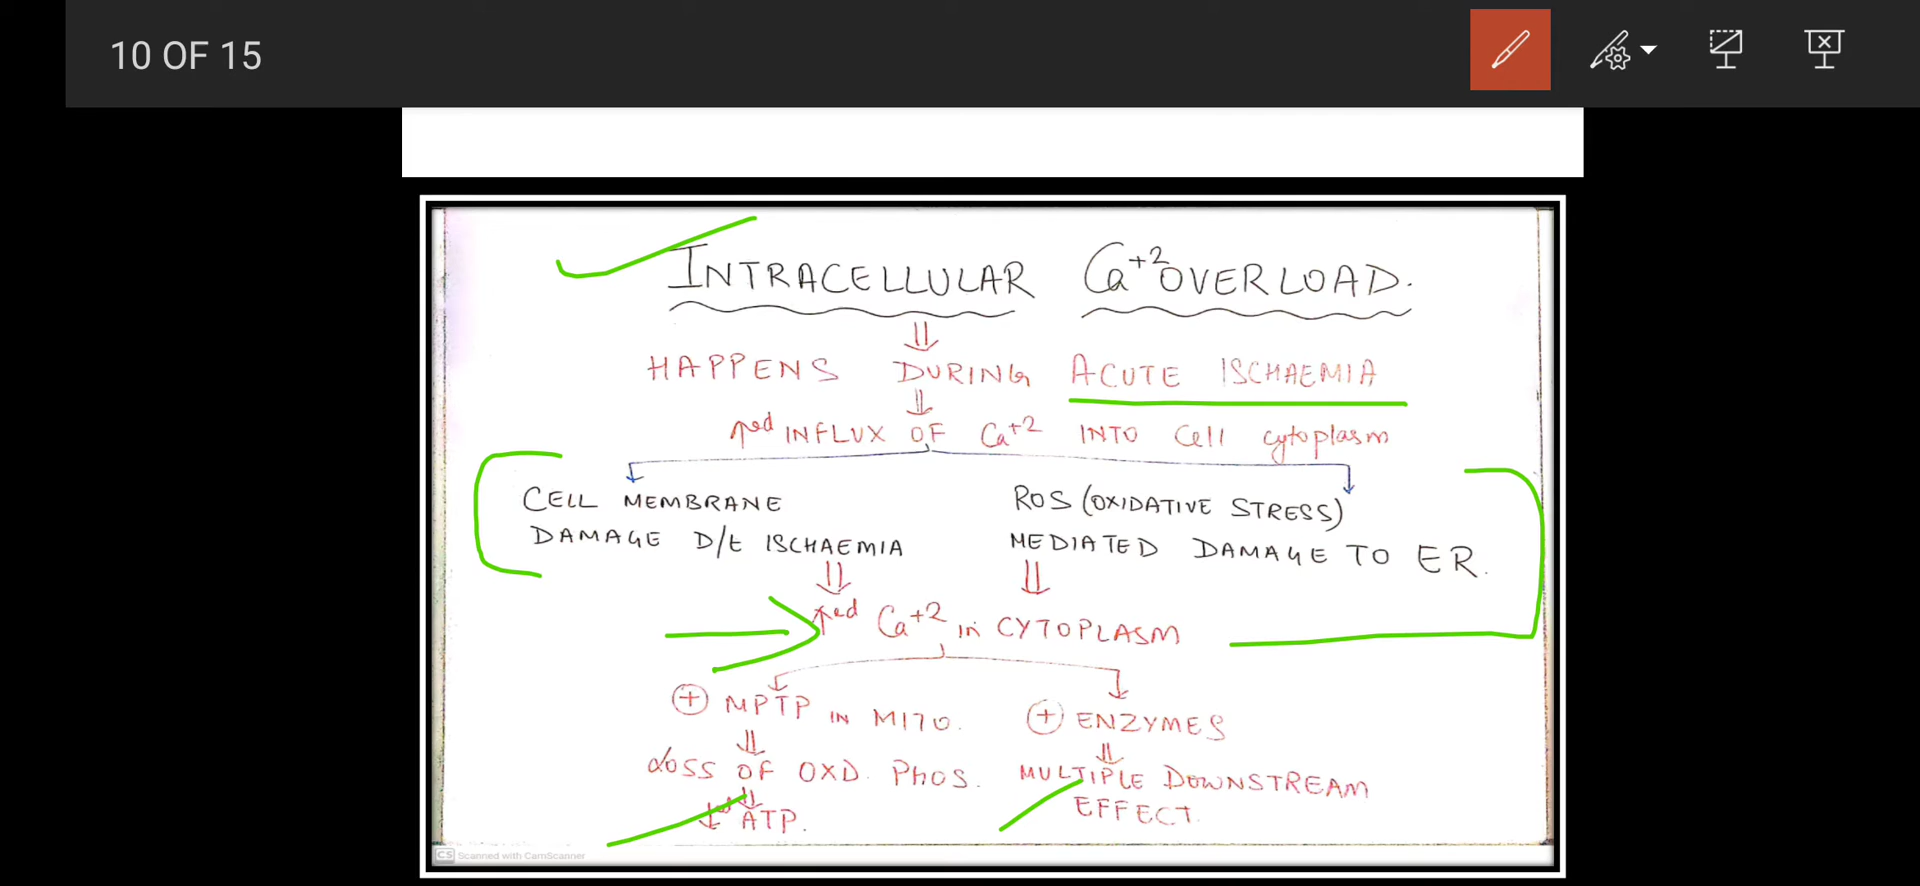 10 OF 15
INTRACELLULAR Ca+2 OVERLOAD.
⇓
HAPPENS DURING ACUTE ISCHAEMIA
⇓
↑ed INFLUX OF Ca+2 INTO Cell cytoplasm
CELL MEMBRANE
DAMAGE D/t ISCHAEMIA
ROS (OXIDATIVE STRESS)
MEDIATED DAMAGE TO ER.
⇓ ⇓
↑ed Ca+2 in CYTOPLASM
⊕ MPTP IN MITO.
⇓
Loss OF OXD. PHOS.
⇓
↓ed ATP.
⊕ ENZYMES
⇓
MULTIPLE DOWNSTREAM
EFFECT.
CS Scanned with CamScanner